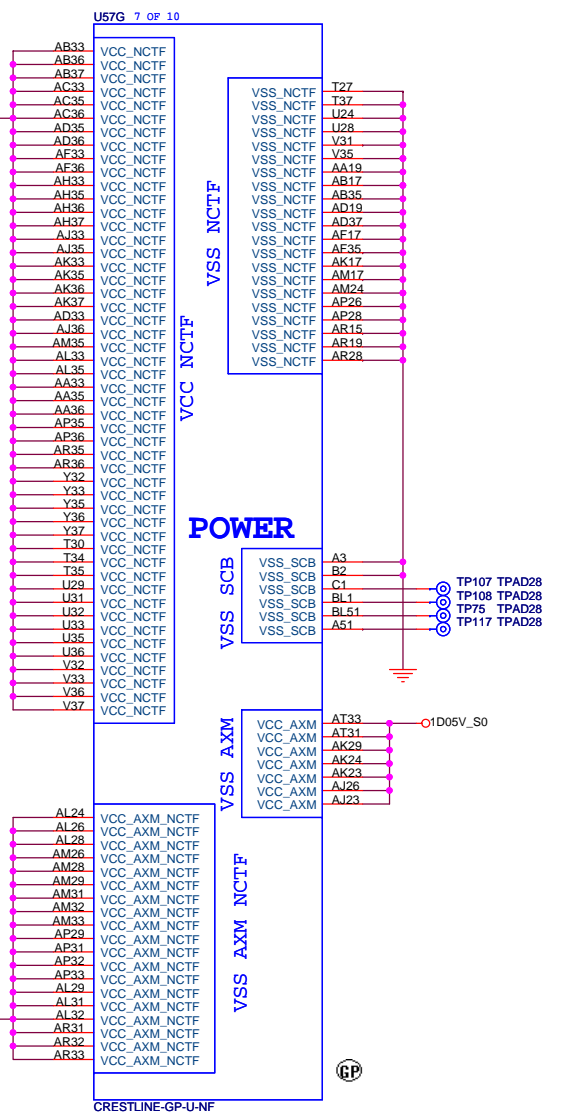 U57G 7 OF 10
AB33 VCC_NCTF
AB36 VCC_NCTF
AB37 VCC_NCTF
AC33 VCC_NCTF
AC35 VCC_NCTF
AC36 VCC_NCTF
AD35 VCC_NCTF
AD36 VCC_NCTF
AF33 VCC_NCTF
AF36 VCC_NCTF
AH33 VCC_NCTF
AH35 VCC_NCTF
AH36 VCC_NCTF
AH37 VCC_NCTF
AJ33 VCC_NCTF
AJ35 VCC_NCTF
AK33 VCC_NCTF
AK35 VCC_NCTF
AK36 VCC_NCTF
AK37 VCC_NCTF
AD33 VCC_NCTF
AJ36 VCC_NCTF
AM35 VCC_NCTF
AL33 VCC_NCTF
AL35 VCC_NCTF
AA33 VCC_NCTF
AA35 VCC_NCTF
AA36 VCC_NCTF
AP35 VCC_NCTF
AP36 VCC_NCTF
AR35 VCC_NCTF
AR36 VCC_NCTF
Y32 VCC_NCTF
Y33 VCC_NCTF
Y35 VCC_NCTF
Y36 VCC_NCTF
Y37 VCC_NCTF
T30 VCC_NCTF
T34 VCC_NCTF
T35 VCC_NCTF
U29 VCC_NCTF
U31 VCC_NCTF
U32 VCC_NCTF
U33 VCC_NCTF
U35 VCC_NCTF
U36 VCC_NCTF
V32 VCC_NCTF
V33 VCC_NCTF
V36 VCC_NCTF
V37 VCC_NCTF
VCC NCTF
VSS NCTF
VSS_NCTF T27
VSS_NCTF T37
VSS_NCTF U24
VSS_NCTF U28
VSS_NCTF V31
VSS_NCTF V35
VSS_NCTF AA19
VSS_NCTF AB17
VSS_NCTF AB35
VSS_NCTF AD19
VSS_NCTF AD37
VSS_NCTF AF17
VSS_NCTF AF35
VSS_NCTF AK17
VSS_NCTF AM17
VSS_NCTF AM24
VSS_NCTF AP26
VSS_NCTF AP28
VSS_NCTF AR15
VSS_NCTF AR19
VSS_NCTF AR28
POWER
VSS SCB
VSS_SCB A3
VSS_SCB B2
VSS_SCB C1 TP107 TPAD28
VSS_SCB BL1 TP108 TPAD28
VSS_SCB BL51 TP75 TPAD28
VSS_SCB A51 TP117 TPAD28
VSS AXM
VCC_AXM AT33 1D05V_S0
VCC_AXM AT31
VCC_AXM AK29
VCC_AXM AK24
VCC_AXM AK23
VCC_AXM AJ26
VCC_AXM AJ23
AL24 VCC_AXM_NCTF
AL26 VCC_AXM_NCTF
AL28 VCC_AXM_NCTF
AM26 VCC_AXM_NCTF
AM28 VCC_AXM_NCTF
AM29 VCC_AXM_NCTF
AM31 VCC_AXM_NCTF
AM32 VCC_AXM_NCTF
AM33 VCC_AXM_NCTF
AP29 VCC_AXM_NCTF
AP31 VCC_AXM_NCTF
AP32 VCC_AXM_NCTF
AP33 VCC_AXM_NCTF
AL29 VCC_AXM_NCTF
AL31 VCC_AXM_NCTF
AL32 VCC_AXM_NCTF
AR31 VCC_AXM_NCTF
AR32 VCC_AXM_NCTF
AR33 VCC_AXM_NCTF
VSS AXM NCTF
GP
CRESTLINE-GP-U-NF